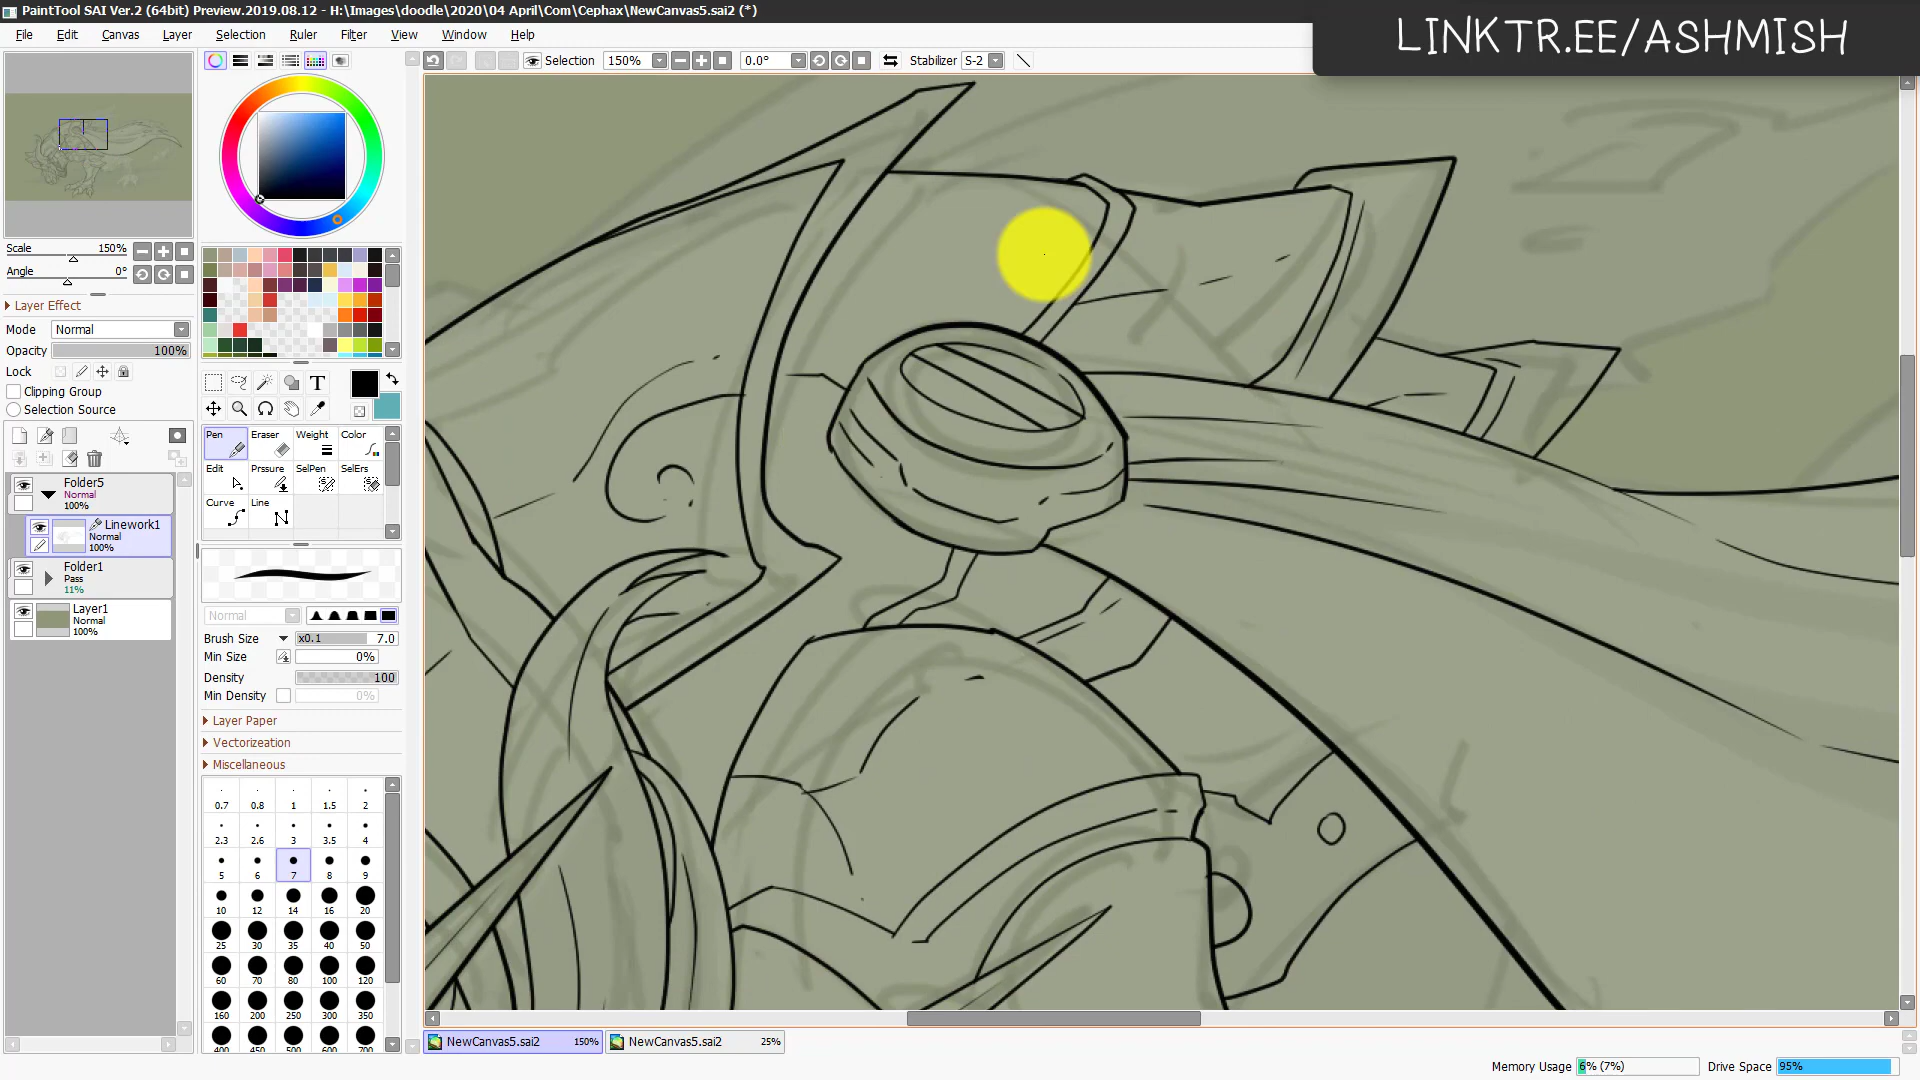 PaintTool SAI Ver.2 (64bit) Preview.2019.08.12 - H:\Images\doodle\2020\04 April\Com\Cephax\NewCanvas5.sai2 (*)
LINKTR.EE/ASHMISH
File Edit Canvas Layer Selection Ruler Filter View Window Help
Selection 150% 0.0° Stabilizer S-2
Scale 150%
Angle 0°
Layer Effect
Mode Normal
Opacity 100%
Lock
Clipping Group
Selection Source
Folder5
Normal
100%
Linework1
Normal
100%
Folder1
Pass
11%
Layer1
Normal
100%
T
Pen Eraser Weight Color
Edit Prssure SelPen SelErs
Curve Line
Normal
Brush Size x0.1 7.0
Min Size 0%
Density 100
Min Density 0%
Layer Paper
Vectorizeation
Miscellaneous
0.7 0.8 1 1.5 2
2.3 2.6 3 3.5 4
5 6 7 8 9
10 12 14 16 20
25 30 35 40 50
60 70 80 100 120
160 200 250 300 350
400 450 500 600 700
NewCanvas5.sai2 150% NewCanvas5.sai2 25%
Memory Usage 6% (7%) Drive Space 95%